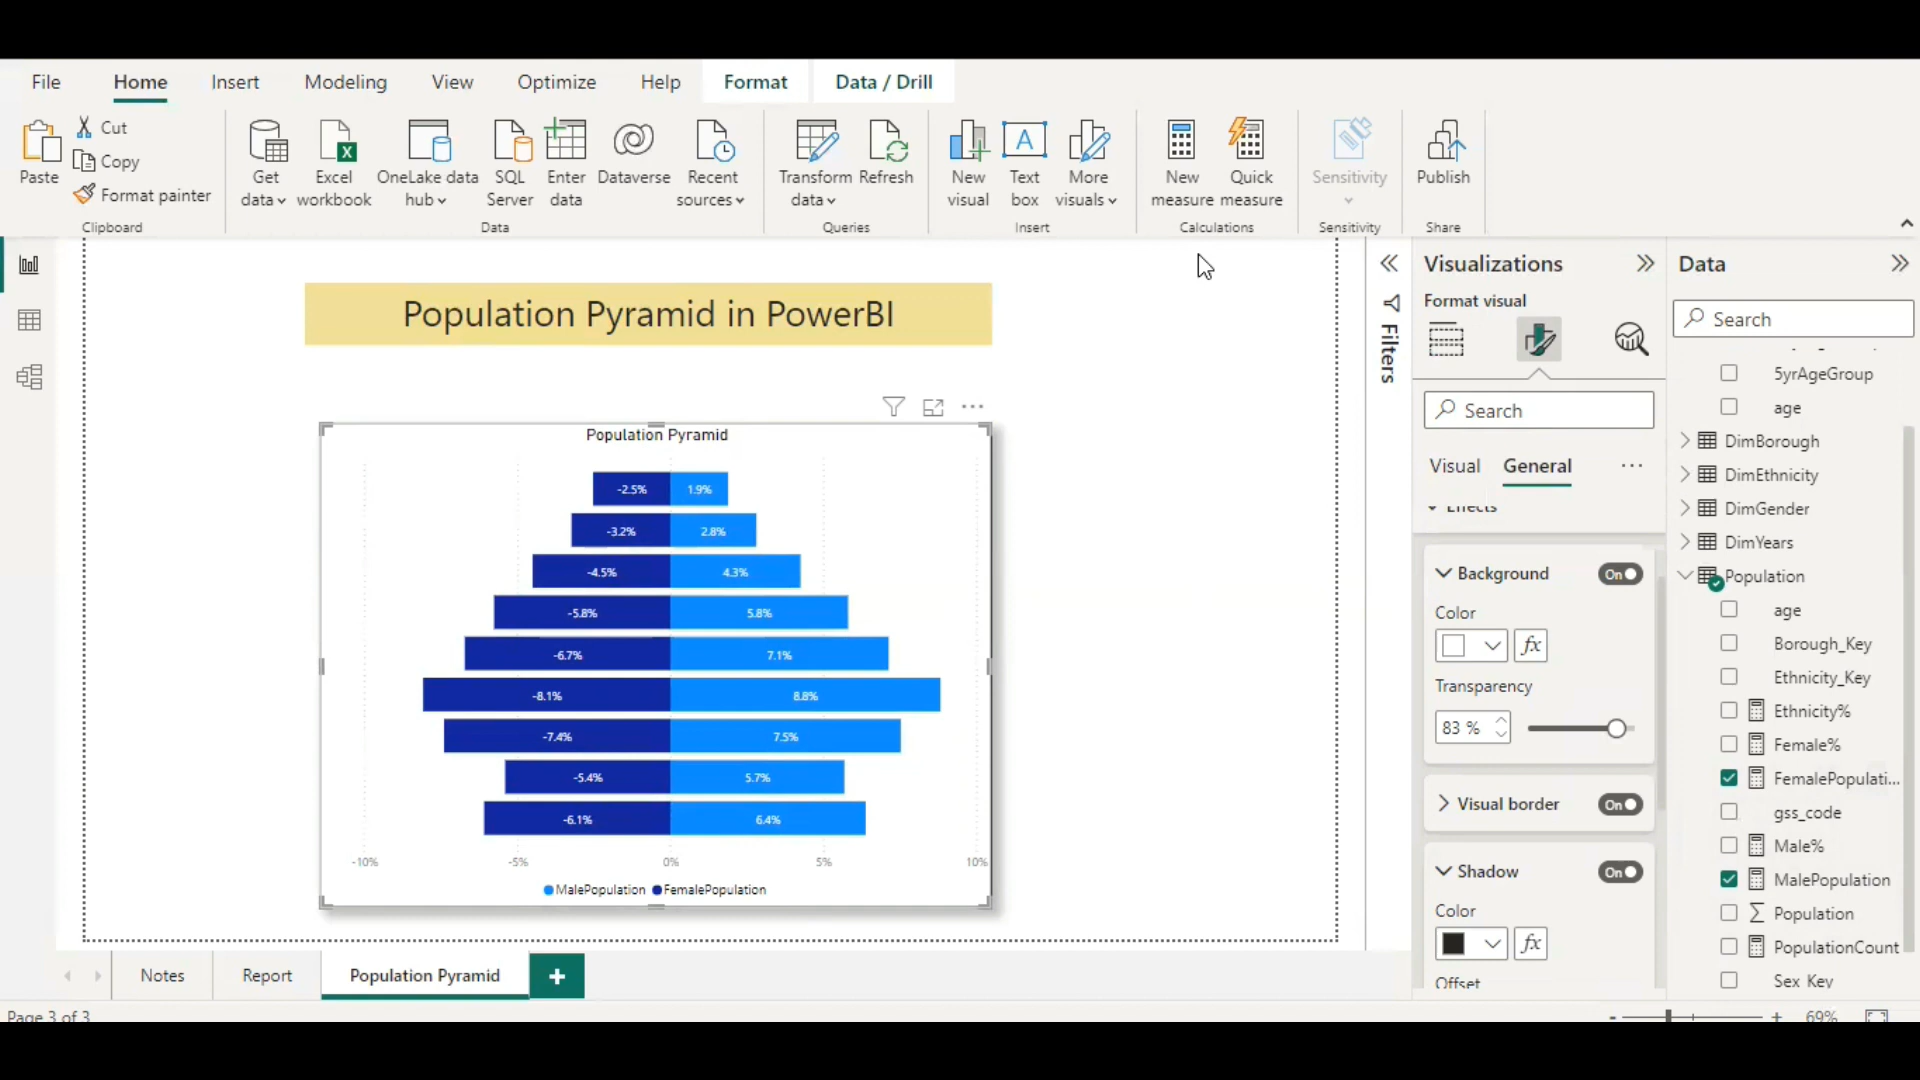 File Home Insert Modeling View Optimize Help Format Data / Drill
Paste
Cut
Copy
Format painter
Clipboard
Get data
Excel workbook
OneLake data hub
SQL Server
Enter data
Dataverse
Recent sources
Data
Transform data
Refresh
Queries
New visual
Text box
More visuals
Insert
New measure
Quick measure
Calculations
Sensitivity
Sensitivity
Publish
Share
Population Pyramid in PowerBI
Population Pyramid
-2.5% 1.9%
-3.2% 2.8%
-4.5% 4.3%
-5.8% 5.8%
-6.7% 7.1%
-8.1% 8.8%
-7.4% 7.5%
-5.4% 5.7%
-6.1% 6.4%
-10% -5% 0% 5% 10%
MalePopulation FemalePopulation
Filters
Visualizations
Format visual
Search
Visual General
Effects
Background On
Color
fx
Transparency
83 %
Visual border On
Shadow On
Color
fx
Offset
Data
Search
5yrAgeGroup
age
DimBorough
DimEthnicity
DimGender
DimYears
Population
age
Borough_Key
Ethnicity_Key
Ethnicity%
Female%
FemalePopulati...
gss_code
Male%
MalePopulation
Population
PopulationCount
Sex_Key
Notes Report Population Pyramid +
Page 3 of 3
- + 69%